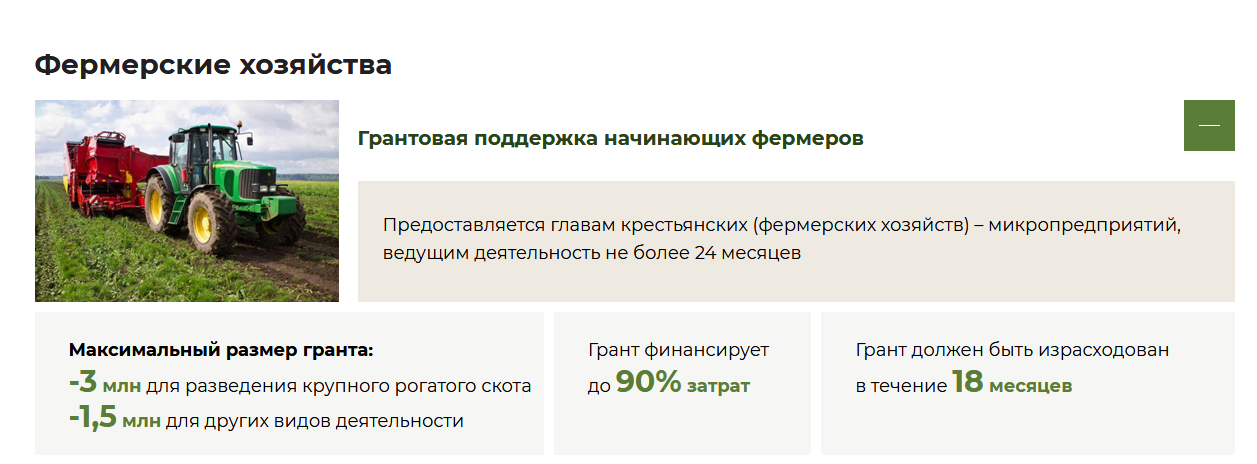 Фермерские хозяйства
Грантовая поддержка начинающих фермеров
Предоставляется главам крестьянских (фермерских хозяйств) – микропредприятий,
ведущим деятельность не более 24 месяцев
Максимальный размер гранта:
-3 млн для разведения крупного рогатого скота
-1,5 млн для других видов деятельности
Грант финансирует
до 90% затрат
Грант должен быть израсходован
в течение 18 месяцев